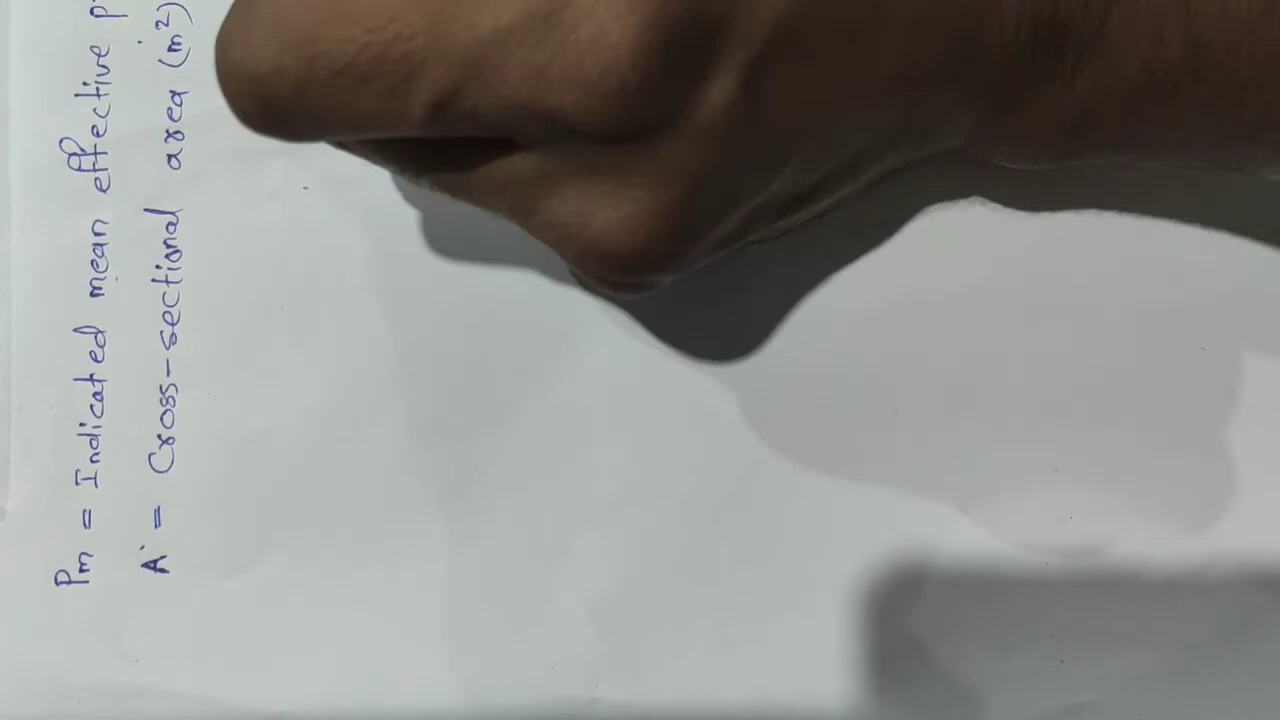 Pm = Indicated mean effective
A = Cross-sectional area (m²)